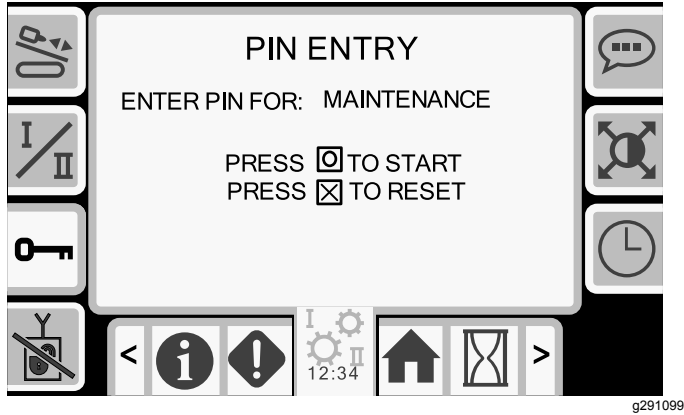 PIN ENTRY
ENTER PIN FOR: MAINTENANCE
PRESS O TO START
PRESS X TO RESET
I
II
I
II
12:34
< i ! >
g291099